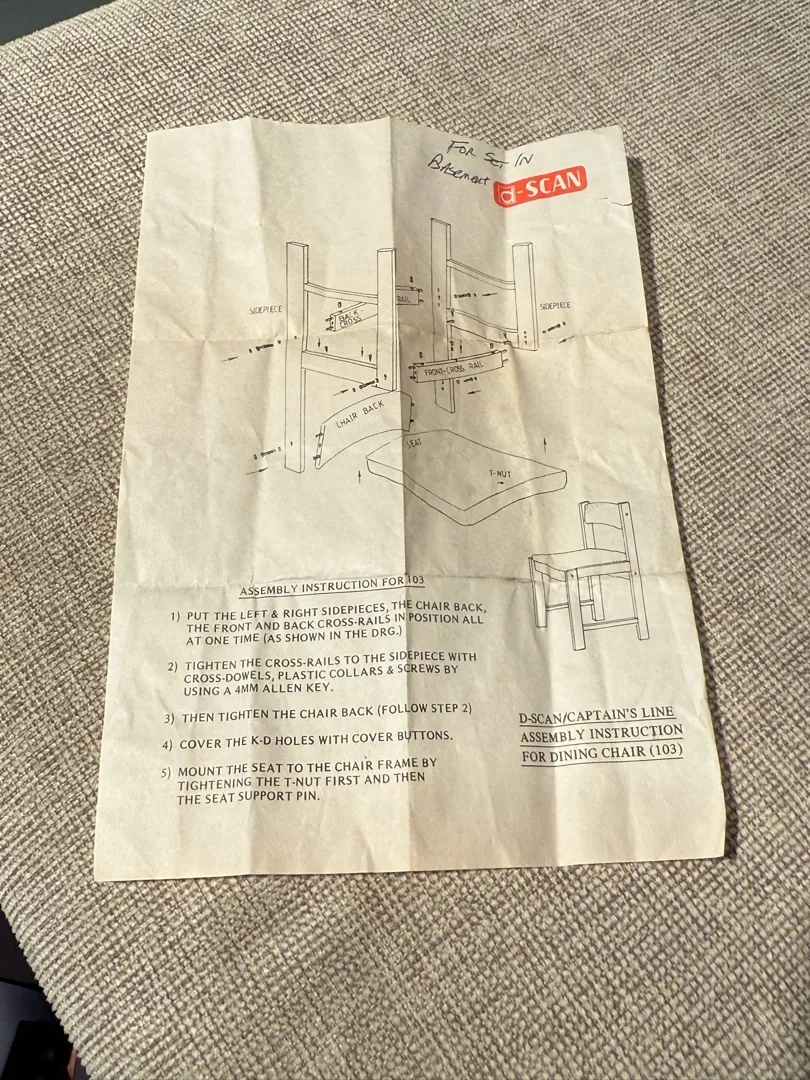 FOR SET IN
Basement
d-SCAN
SIDEPIECE
BACK
CROSS
RAIL
SIDEPIECE
FRONT-CROSS RAIL
CHAIR BACK
SEAT
T-NUT
ASSEMBLY INSTRUCTION FOR 103
1) PUT THE LEFT & RIGHT SIDEPIECES, THE CHAIR BACK,
THE FRONT AND BACK CROSS-RAILS IN POSITION ALL
AT ONE TIME (AS SHOWN IN THE DRG.)
2) TIGHTEN THE CROSS-RAILS TO THE SIDEPIECE WITH
CROSS-DOWELS, PLASTIC COLLARS & SCREWS BY
USING A 4MM ALLEN KEY.
3) THEN TIGHTEN THE CHAIR BACK (FOLLOW STEP 2)
4) COVER THE K-D HOLES WITH COVER BUTTONS.
5) MOUNT THE SEAT TO THE CHAIR FRAME BY
TIGHTENING THE T-NUT FIRST AND THEN
THE SEAT SUPPORT PIN.
D-SCAN/CAPTAIN'S LINE
ASSEMBLY INSTRUCTION
FOR DINING CHAIR (103)